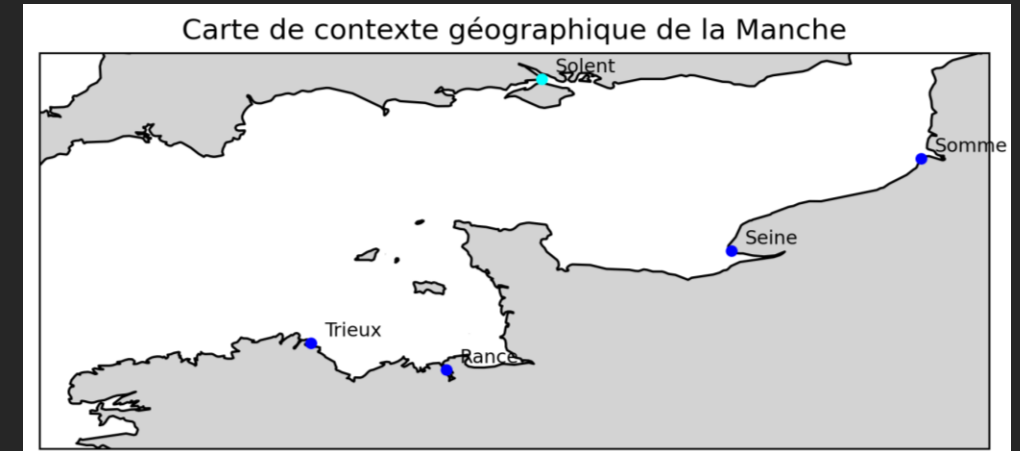 Carte de contexte géographique de la Manche
Solent
Somme
Seine
Trieux
Rance